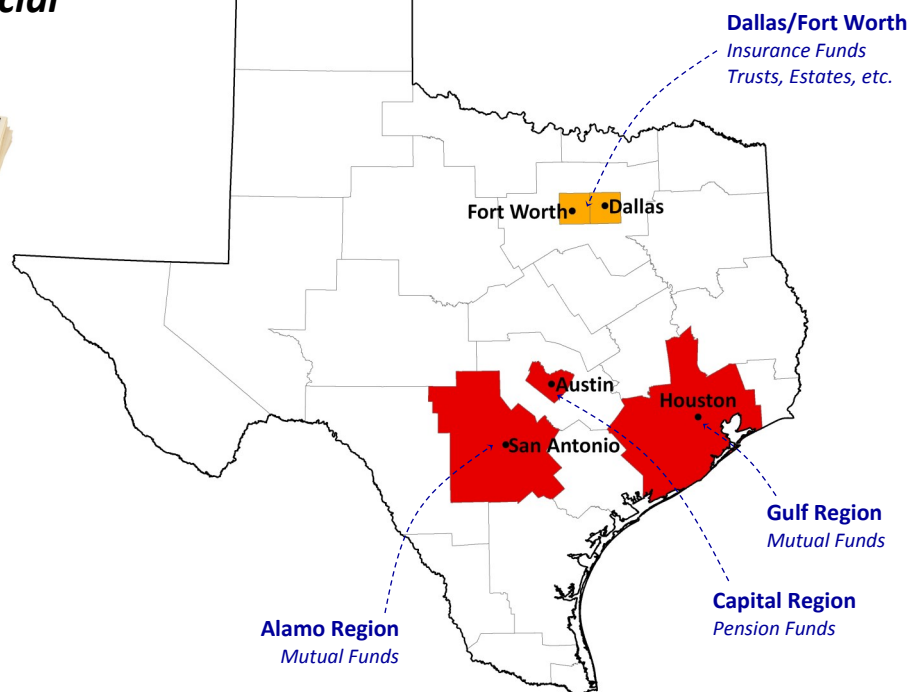 Dallas/Fort Worth
Insurance Funds
Trusts, Estates, etc.
Fort Worth
Dallas
Austin
Houston
San Antonio
Gulf Region
Mutual Funds
Capital Region
Pension Funds
Alamo Region
Mutual Funds